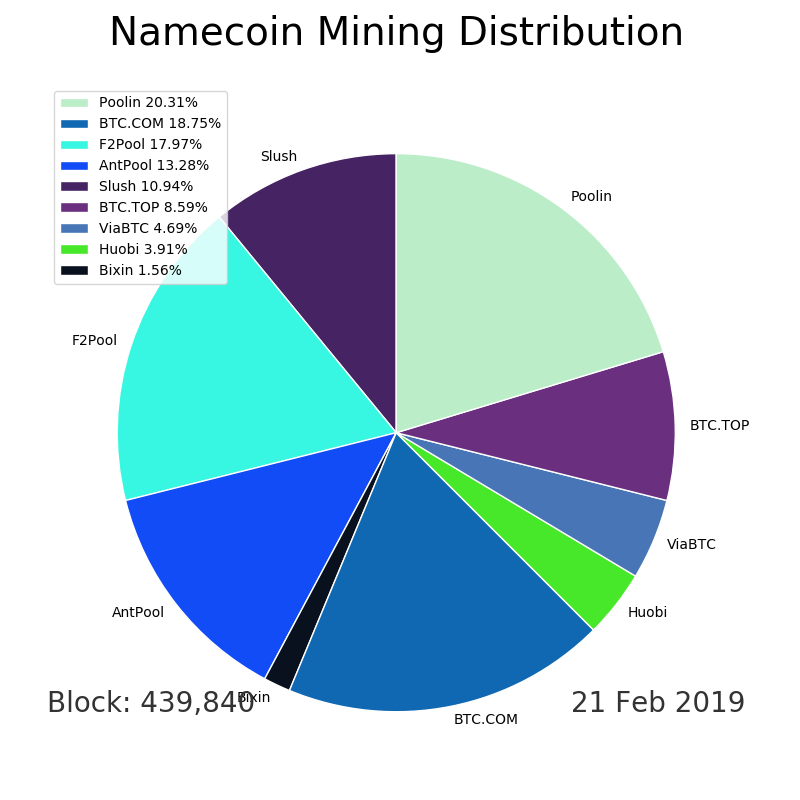 Namecoin Mining Distribution
Poolin 20.31%
BTC.COM 18.75%
F2Pool 17.97%
AntPool 13.28%
Slush 10.94%
BTC.TOP 8.59%
ViaBTC 4.69%
Huobi 3.91%
Bixin 1.56%
Slush
Poolin
F2Pool
BTC.TOP
ViaBTC
AntPool
Huobi
Bixin
BTC.COM
Block: 439,840
21 Feb 2019